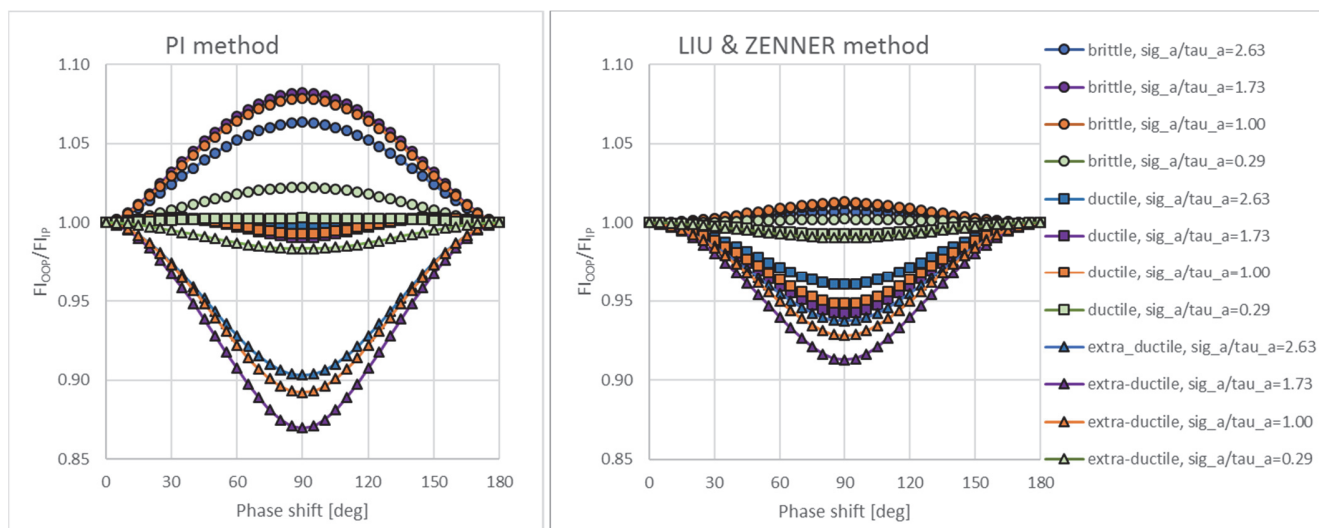 PI method
1.10
1.05
1.00
0.95
0.90
0.85
FI_OOP/FI_IP
0 30 60 90 120 150 180
Phase shift [deg]
LIU & ZENNER method
1.10
1.05
1.00
0.95
0.90
0.85
0 30 60 90 120 150 180
Phase shift [deg]
brittle, sig_a/tau_a=2.63
brittle, sig_a/tau_a=1.73
brittle, sig_a/tau_a=1.00
brittle, sig_a/tau_a=0.29
ductile, sig_a/tau_a=2.63
ductile, sig_a/tau_a=1.73
ductile, sig_a/tau_a=1.00
ductile, sig_a/tau_a=0.29
extra_ductile, sig_a/tau_a=2.63
extra-ductile, sig_a/tau_a=1.73
extra-ductile, sig_a/tau_a=1.00
extra-ductile, sig_a/tau_a=0.29